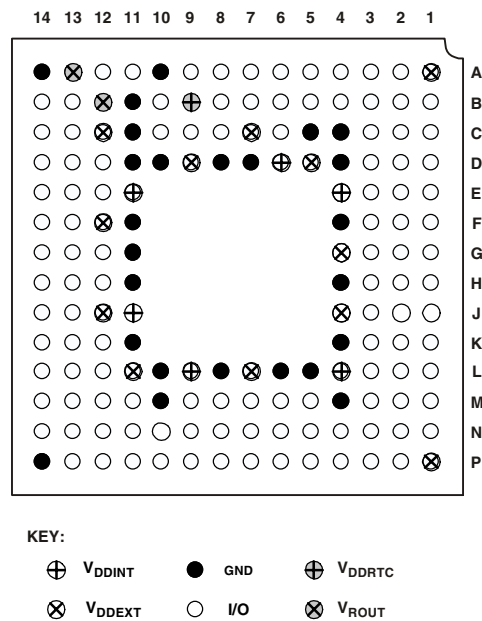 14 13 12 11 10 9 8 7 6 5 4 3 2 1
A
B
C
D
E
F
G
H
J
K
L
M
N
P
KEY:
VDDINT GND VDDRTC
VDDEXT I/O VROUT